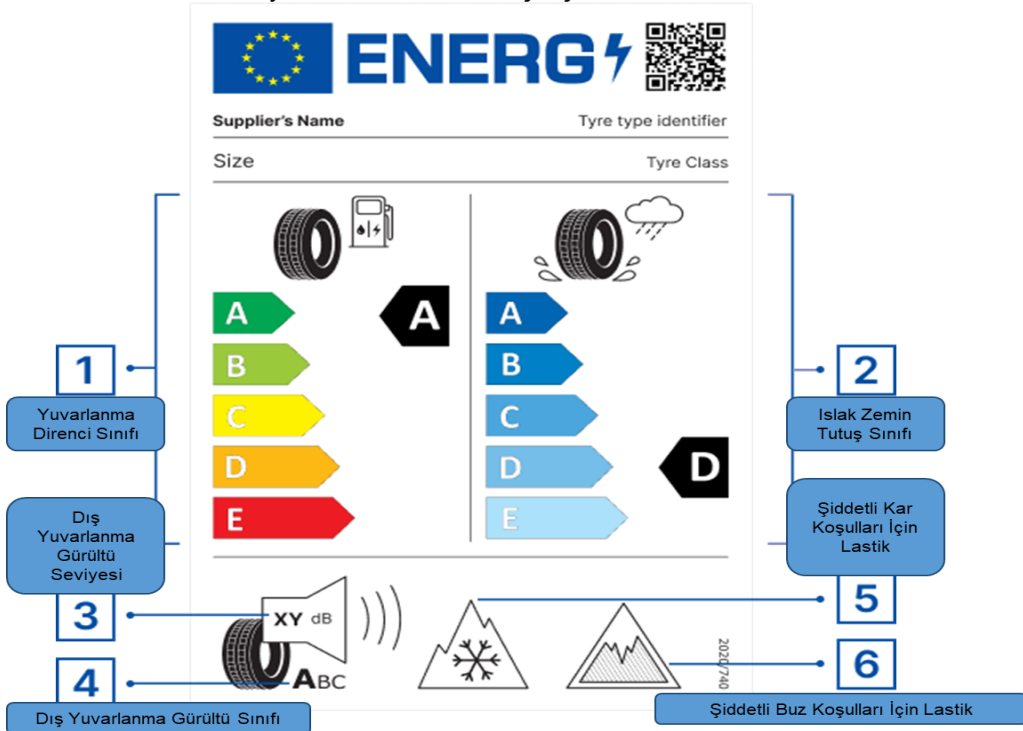 ENERG
Supplier's Name
Tyre type identifier
Size
Tyre Class
A
B
C
D
E
A
A
B
C
D
E
D
1
Yuvarlanma
Direnci Sınıfı
2
Islak Zemin
Tutuş Sınıfı
Dış
Yuvarlanma
Gürültü
Seviyesi
3
Şiddetli Kar
Koşulları İçin
Lastik
5
XY dB
ABC
2020/740
4
Dış Yuvarlanma Gürültü Sınıfı
6
Şiddetli Buz Koşulları İçin Lastik